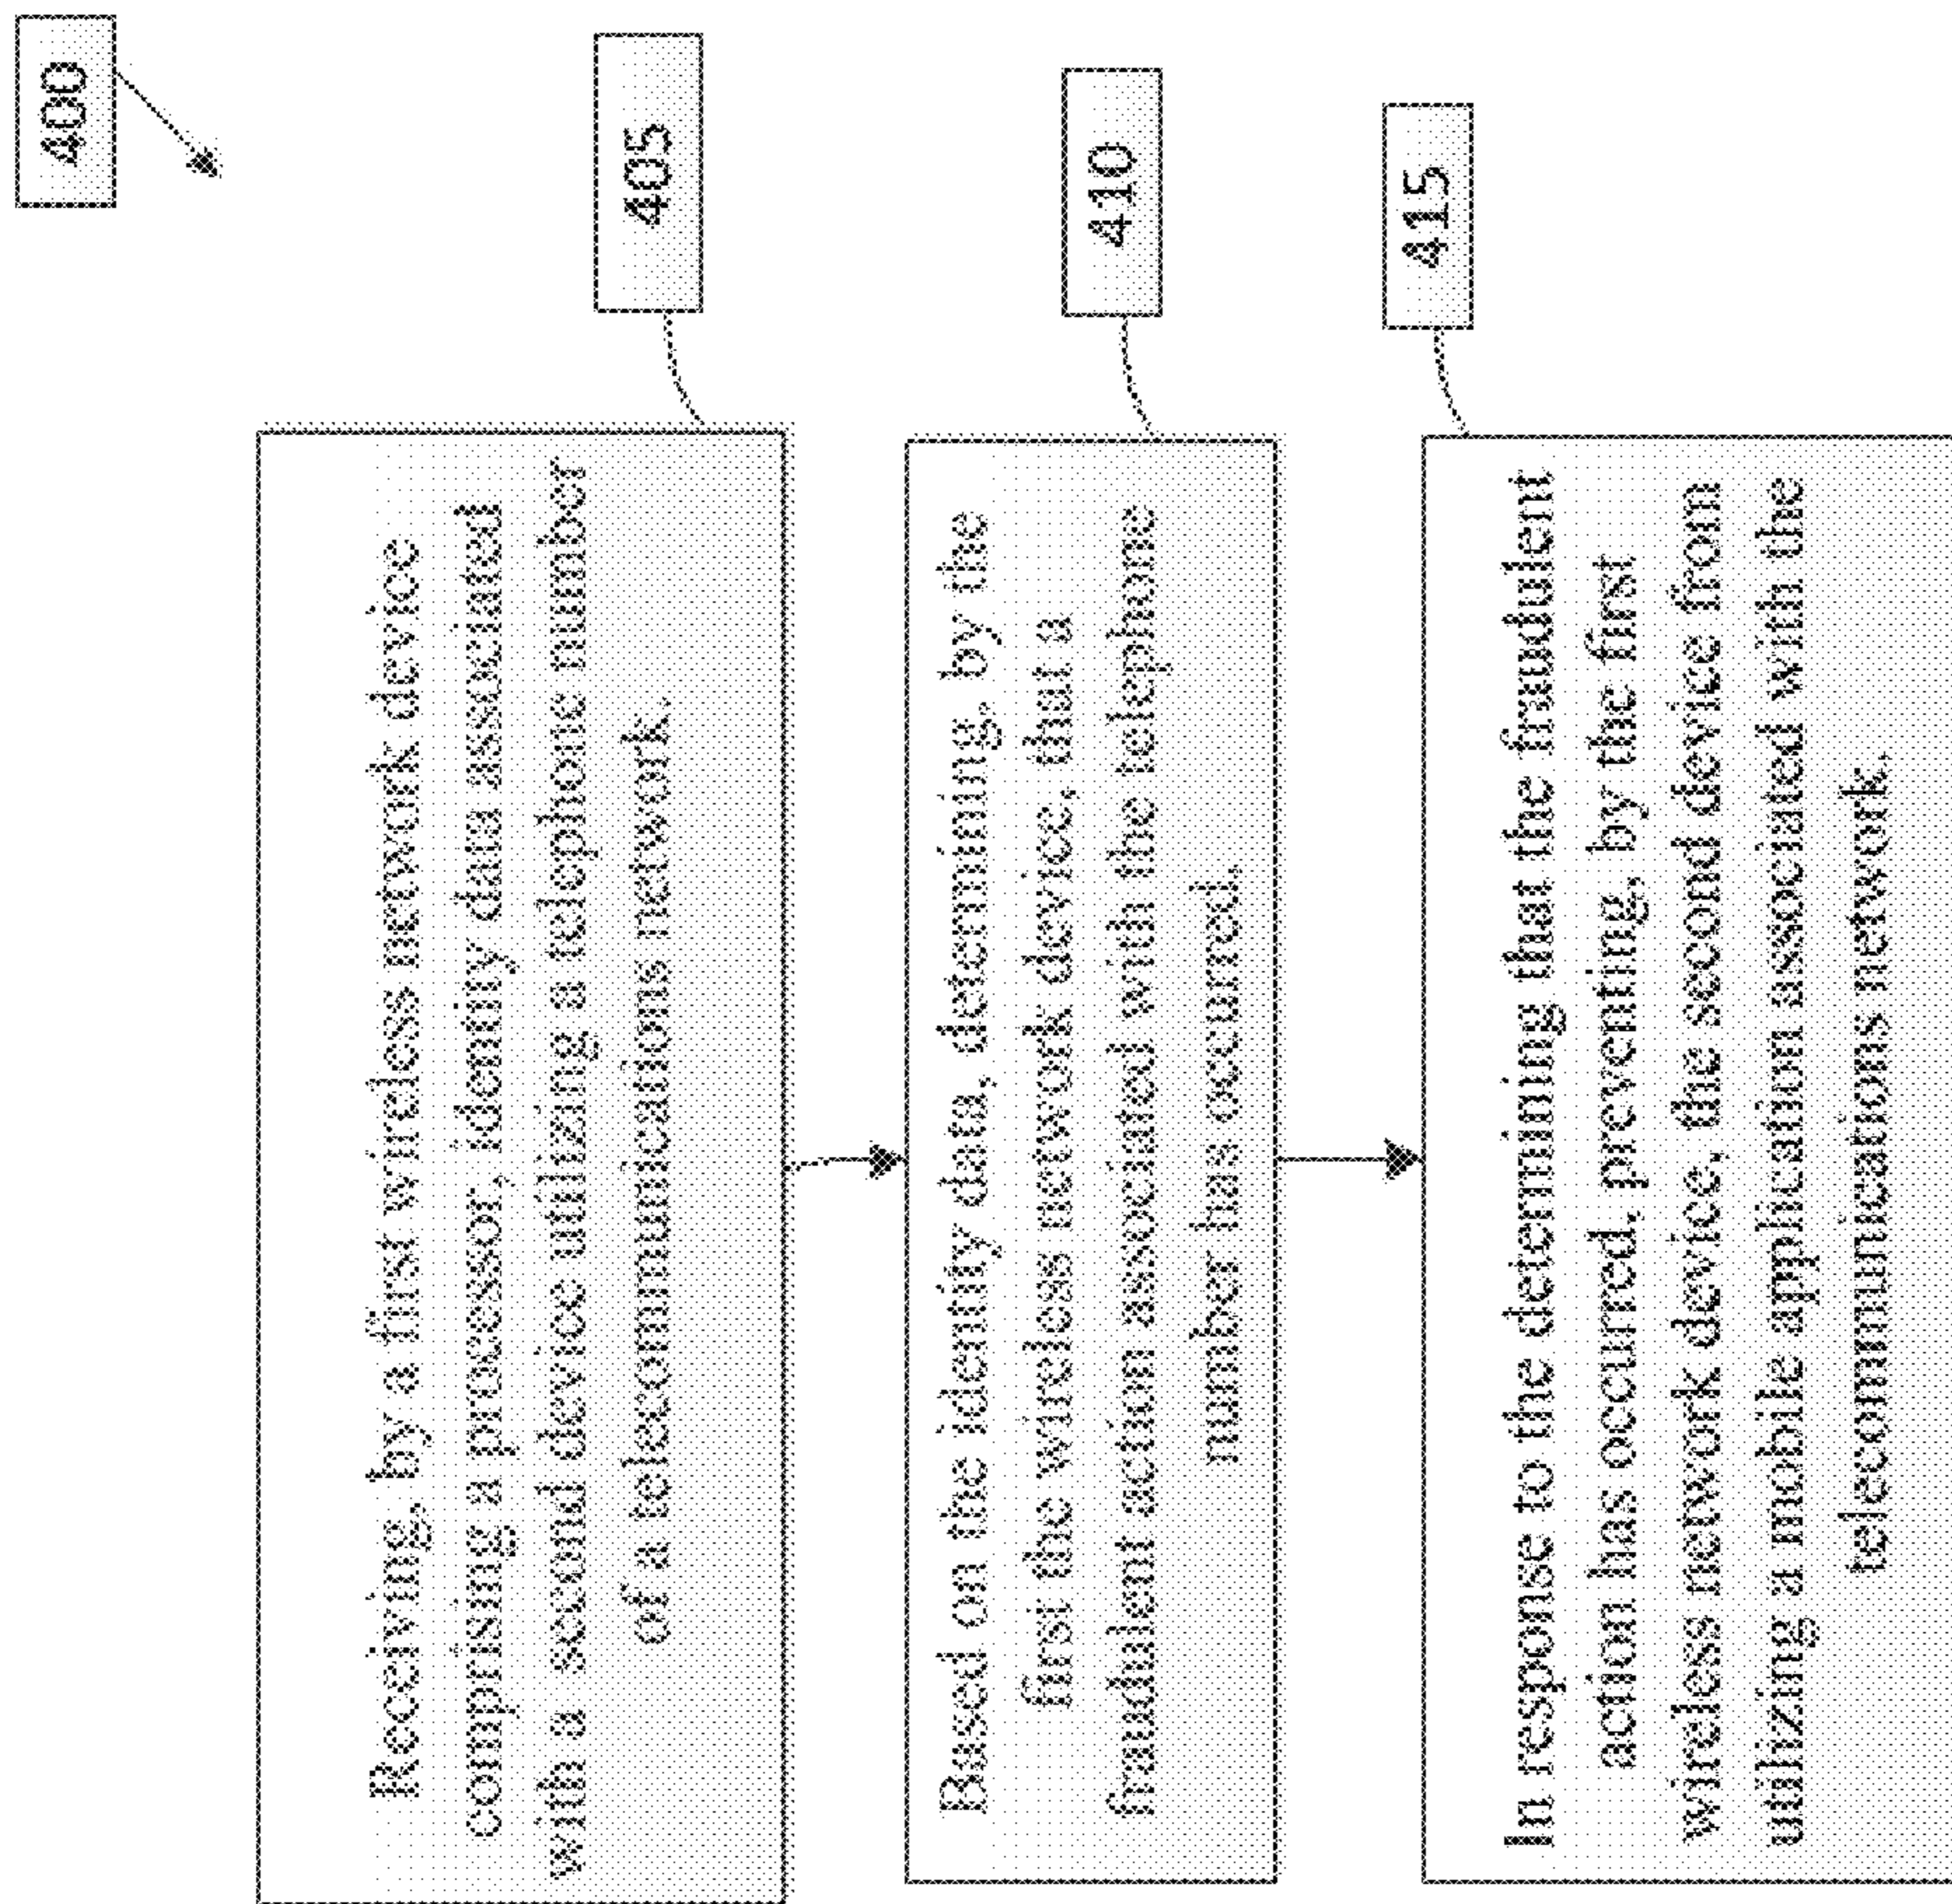 400
405
Receiving, by a first wireless network device
comprising a processor, identity data associated
with a second device utilizing a telephone number
of a telecommunications network.
410
Based on the identity data, determining, by the
first the wireless network device, that a
fraudulent action associated with the telephone
number has occurred.
415
In response to the determining that the fraudulent
action has occurred, preventing, by the first
wireless network device, the second device from
utilizing a mobile application associated with the
telecommunications network.